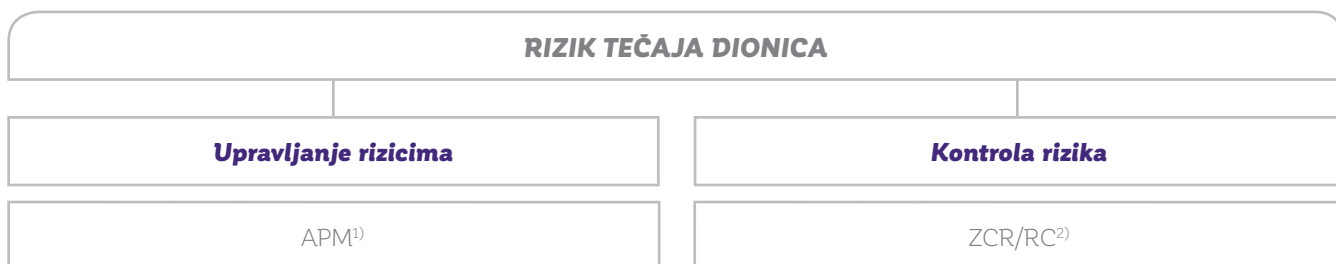 RIZIK TEČAJA DIONICA
Upravljanje rizicima
Kontrola rizika
APM1)
ZCR/RC2)